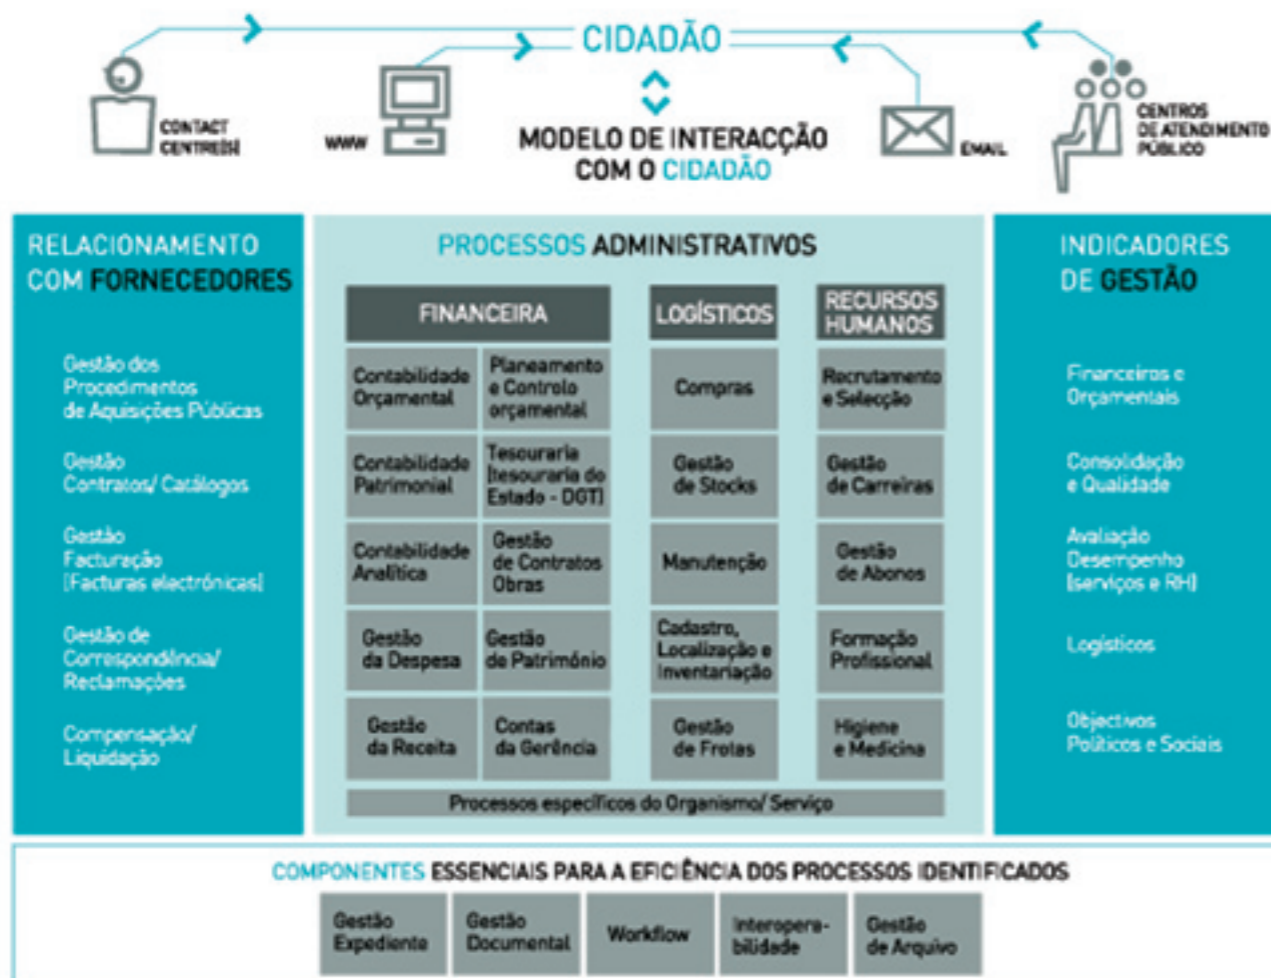 CIDADÃO
CONTACT
CENTRE(S)
WWW
MODELO DE INTERACÇÃO
COM O CIDADÃO
EMAIL
CENTROS
DE ATENDIMENTO
PÚBLICO
RELACIONAMENTO
COM FORNECEDORES
Gestão dos
Procedimentos
de Aquisições Públicas
Gestão
Contratos/ Catálogos
Gestão
Facturação
(Facturas electrónicas)
Gestão de
Correspondência/
Reclamações
Compensação/
Liquidação
PROCESSOS ADMINISTRATIVOS
FINANCEIRA
Contabilidade
Orçamental
Planeamento
e Controlo
orçamental
Contabilidade
Patrimonial
Tesouraria
(tesouraria do
Estado - DGT)
Contabilidade
Analítica
Gestão
de Contratos
Obras
Gestão
da Despesa
Gestão
de Património
Gestão
da Receita
Contas
da Gerência
LOGÍSTICOS
Compras
Gestão
de Stocks
Manutenção
Cadastro,
Localização e
Inventariação
Gestão
de Frotas
RECURSOS
HUMANOS
Recrutamento
e Selecção
Gestão
de Carreiras
Gestão
de Abonos
Formação
Profissional
Higiene
e Medicina
Processos específicos do Organismo/ Serviço
INDICADORES
DE GESTÃO
Financeiros e
Orçamentais
Consolidação
e Qualidade
Avaliação
Desempenho
(serviços e RH)
Logísticos
Objectivos
Políticos e Sociais
COMPONENTES ESSENCIAIS PARA A EFICIÊNCIA DOS PROCESSOS IDENTIFICADOS
Gestão
Expediente
Gestão
Documental
Workflow
Interopera-
bilidade
Gestão
de Arquivo